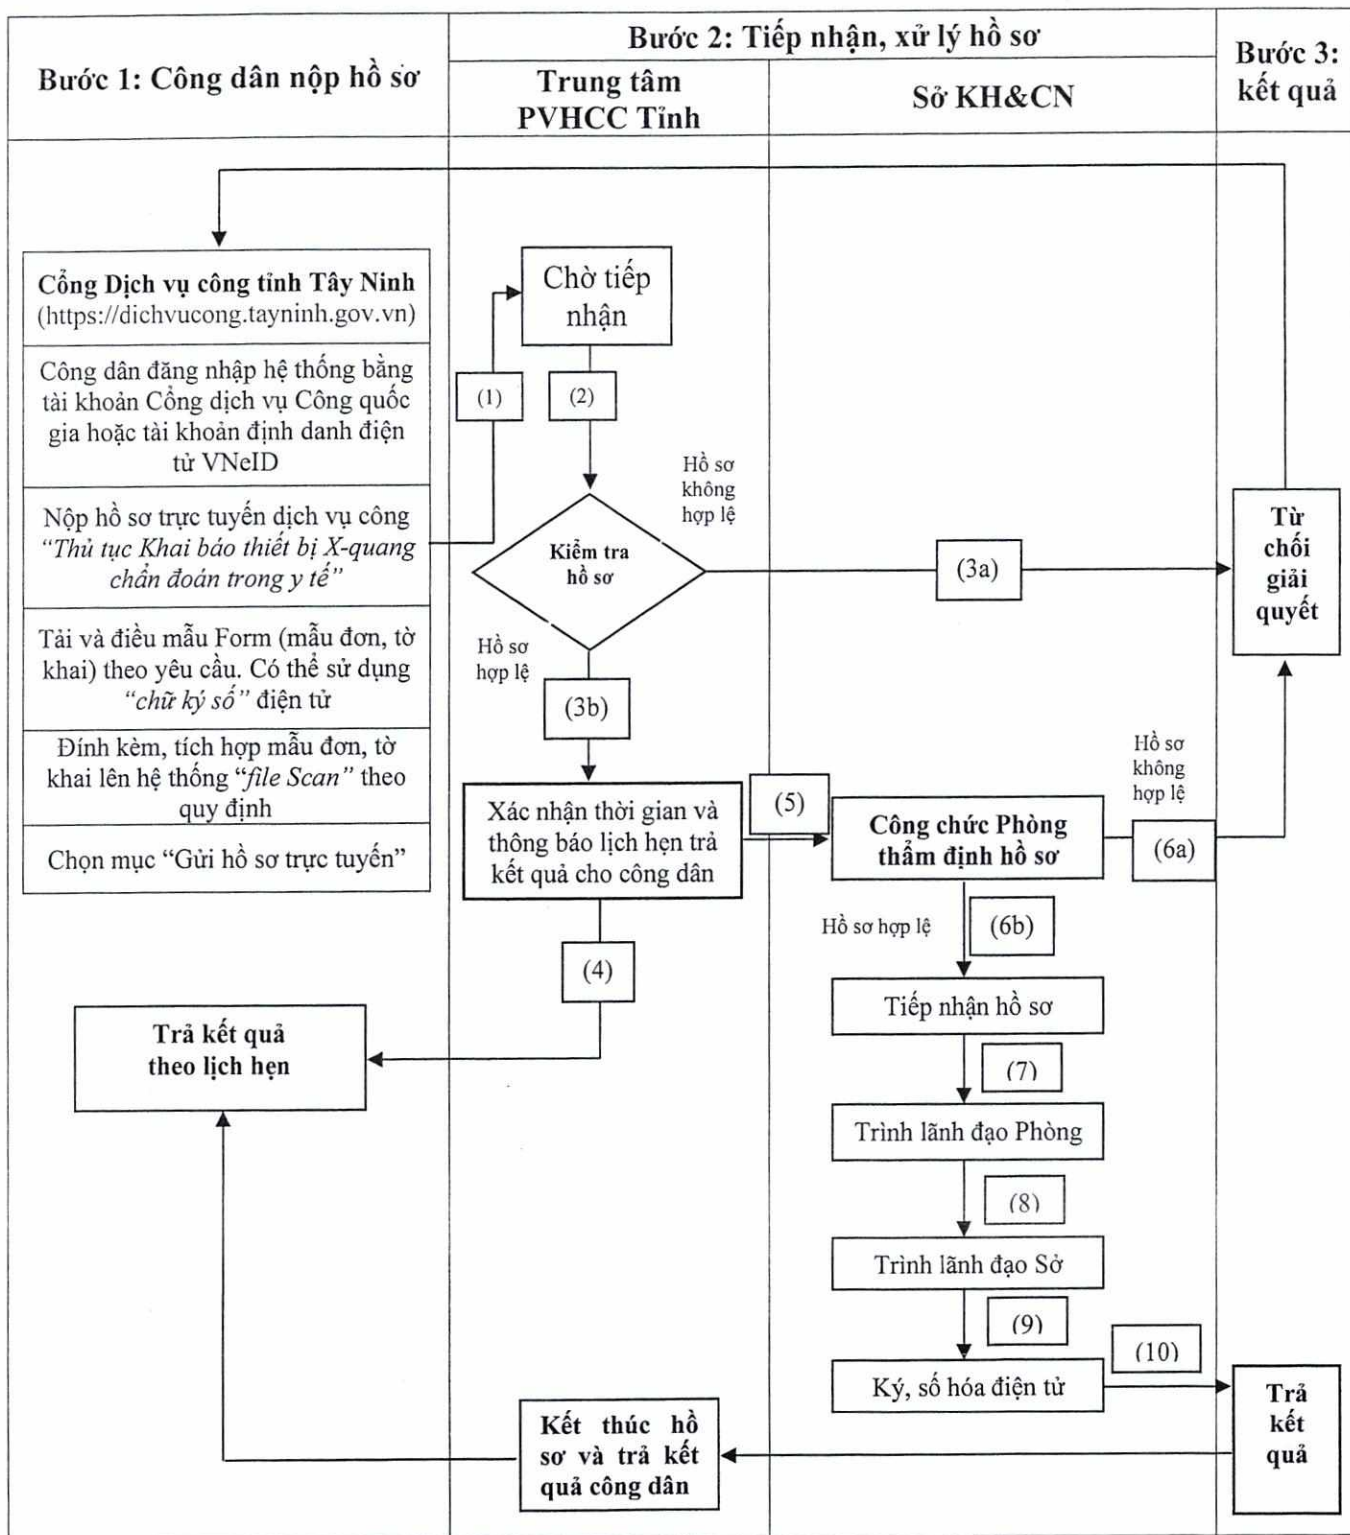 Bước 1: Công dân nộp hồ sơ
Bước 2: Tiếp nhận, xử lý hồ sơ
Trung tâm
PVHCC Tỉnh
Sở KH&CN
Bước 3:
kết quả
Cổng Dịch vụ công tỉnh Tây Ninh
(https://dichvucong.tayninh.gov.vn)
Công dân đăng nhập hệ thống bằng
tài khoản Cổng dịch vụ Công quốc
gia hoặc tài khoản định danh điện
tử VNeID
Nộp hồ sơ trực tuyến dịch vụ công
“Thủ tục Khai báo thiết bị X-quang
chẩn đoán trong y tế”
Tải và điều mẫu Form (mẫu đơn, tờ
khai) theo yêu cầu. Có thể sử dụng
“chữ ký số” điện tử
Đính kèm, tích hợp mẫu đơn, tờ
khai lên hệ thống “file Scan” theo
quy định
Chọn mục “Gửi hồ sơ trực tuyến”
Chờ tiếp
nhận
(1)
(2)
Kiểm tra
hồ sơ
Hồ sơ
không
hợp lệ
(3a)
Từ
chối
giải
quyết
Hồ sơ
hợp lệ
(3b)
Xác nhận thời gian và
thông báo lịch hẹn trả
kết quả cho công dân
(5)
Công chức Phòng
thẩm định hồ sơ
Hồ sơ
không
hợp lệ
(6a)
(4)
Hồ sơ hợp lệ
(6b)
Tiếp nhận hồ sơ
Trả kết quả
theo lịch hẹn
(7)
Trình lãnh đạo Phòng
(8)
Trình lãnh đạo Sở
(9)
Ký, số hóa điện tử
(10)
Trả
kết
quả
Kết thúc hồ
sơ và trả kết
quả công dân